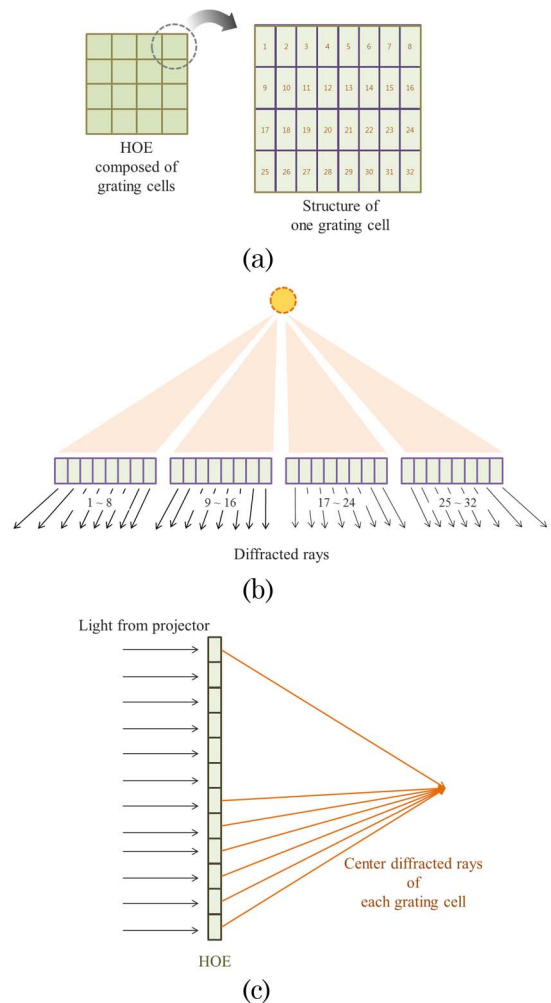 1 2 3 4 5 6 7 8
9 10 11 12 13 14 15 16
17 18 19 20 21 22 23 24
25 26 27 28 29 30 31 32
HOE
composed of
grating cells
Structure of
one grating cell
(a)
1 ~ 8 9 ~ 16 17 ~ 24 25 ~ 32
Diffracted rays
(b)
Light from projector
Center diffracted rays
of
each grating cell
HOE
(c)